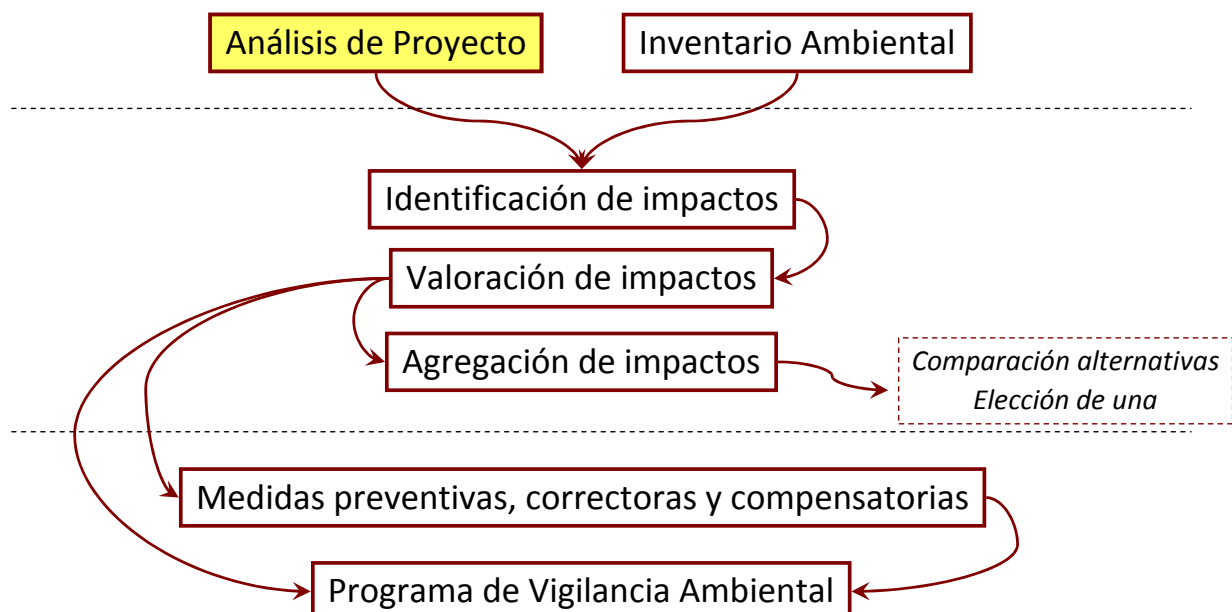 Análisis de Proyecto
Inventario Ambiental
Identificación de impactos
Valoración de impactos
Agregación de impactos
Comparación alternativas
Elección de una
Medidas preventivas, correctoras y compensatorias
Programa de Vigilancia Ambiental